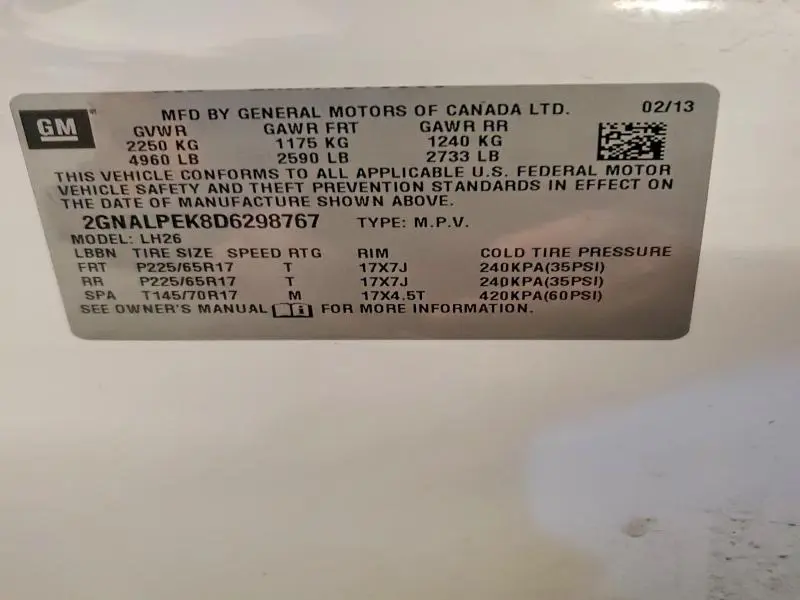 GM
MFD BY GENERAL MOTORS OF CANADA LTD. 02/13
GVWR GAWR FRT GAWR RR
2250 KG 1175 KG 1240 KG
4960 LB 2590 LB 2733 LB
THIS VEHICLE CONFORMS TO ALL APPLICABLE U.S. FEDERAL MOTOR
VEHICLE SAFETY AND THEFT PREVENTION STANDARDS IN EFFECT ON
THE DATE OF MANUFACTURE SHOWN ABOVE.
2GNALPEK8D6298767 TYPE: M.P.V.
MODEL: LH26
LBBN TIRE SIZE SPEED RTG RIM COLD TIRE PRESSURE
FRT P225/65R17 T 17X7J 240KPA(35PSI)
RR P225/65R17 T 17X7J 240KPA(35PSI)
SPA T145/70R17 M 17X4.5T 420KPA(60PSI)
SEE OWNER'S MANUAL FOR MORE INFORMATION.